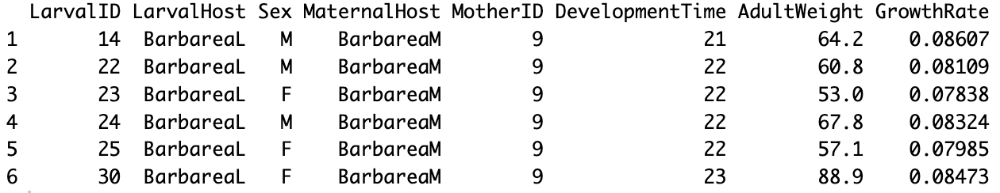 LarvalID LarvalHost Sex MaternalHost MotherID DevelopmentTime AdultWeight GrowthRate
1 14 BarbareaL M BarbareaM 9 21 64.2 0.08607
2 22 BarbareaL M BarbareaM 9 22 60.8 0.08109
3 23 BarbareaL F BarbareaM 9 22 53.0 0.07838
4 24 BarbareaL M BarbareaM 9 22 67.8 0.08324
5 25 BarbareaL F BarbareaM 9 22 57.1 0.07985
6 30 BarbareaL F BarbareaM 9 23 88.9 0.08473